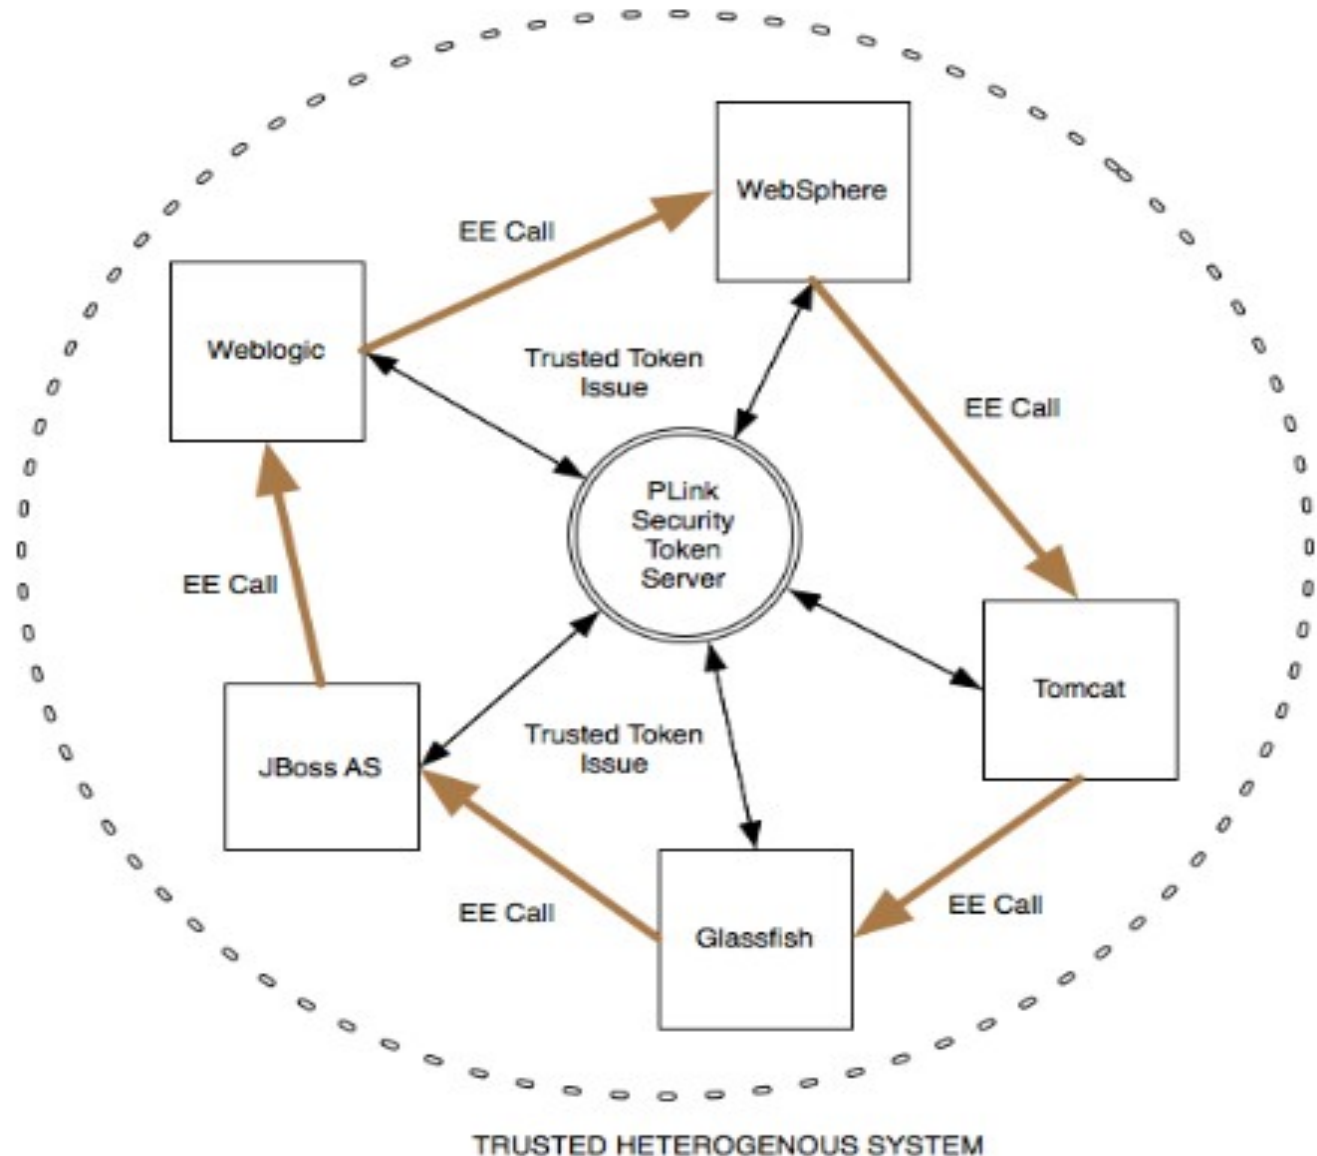 WebSphere
EE Call
Weblogic
Trusted Token
Issue
EE Call
PLink
Security
Token
Server
EE Call
Tomcat
Trusted Token
Issue
JBoss AS
EE Call
EE Call
Glassfish
TRUSTED HETEROGENOUS SYSTEM